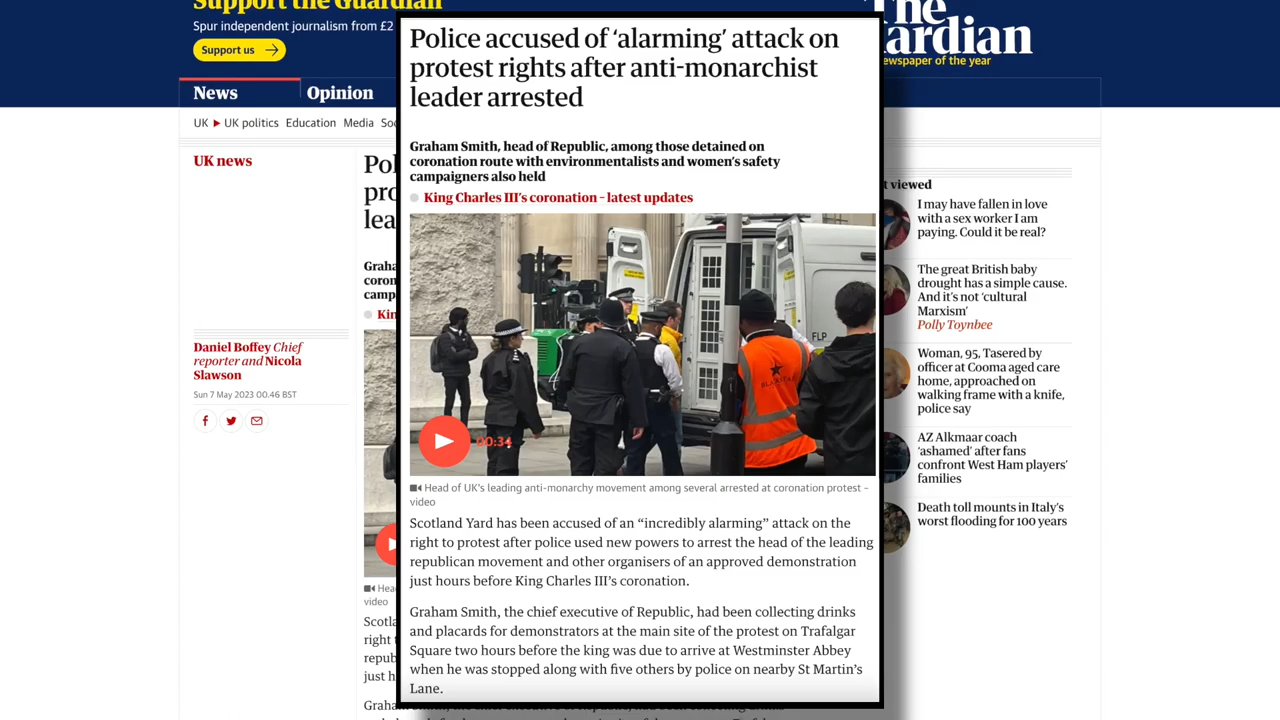 Support the Guardian
Spur independent journalism from £2
Support us
The
ardian
ewspaper of the year
News
Opinion
UK
UK politics
Education
Media
UK news
Daniel Boffey Chief
reporter and Nicola
Slawson
Sun 7 May 2023 00.46 BST
Police accused of ‘alarming’ attack on
protest rights after anti-monarchist
leader arrested
Graham Smith, head of Republic, among those detained on
coronation route with environmentalists and women’s safety
campaigners also held
King Charles III’s coronation – latest updates
FLP
00:34
Head of UK’s leading anti-monarchy movement among several arrested at coronation protest –
video
Scotland Yard has been accused of an “incredibly alarming” attack on the
right to protest after police used new powers to arrest the head of the leading
republican movement and other organisers of an approved demonstration
just hours before King Charles III’s coronation.
Graham Smith, the chief executive of Republic, had been collecting drinks
and placards for demonstrators at the main site of the protest on Trafalgar
Square two hours before the king was due to arrive at Westminster Abbey
when he was stopped along with five others by police on nearby St Martin’s
Lane.
t viewed
I may have fallen in love
with a sex worker I am
paying. Could it be real?
The great British baby
drought has a simple cause.
And it’s not ‘cultural
Marxism’
Polly Toynbee
Woman, 95, Tasered by
officer at Cooma aged care
home, approached on
walking frame with a knife,
police say
AZ Alkmaar coach
‘ashamed’ after fans
confront West Ham players’
families
Death toll mounts in Italy’s
worst flooding for 100 years